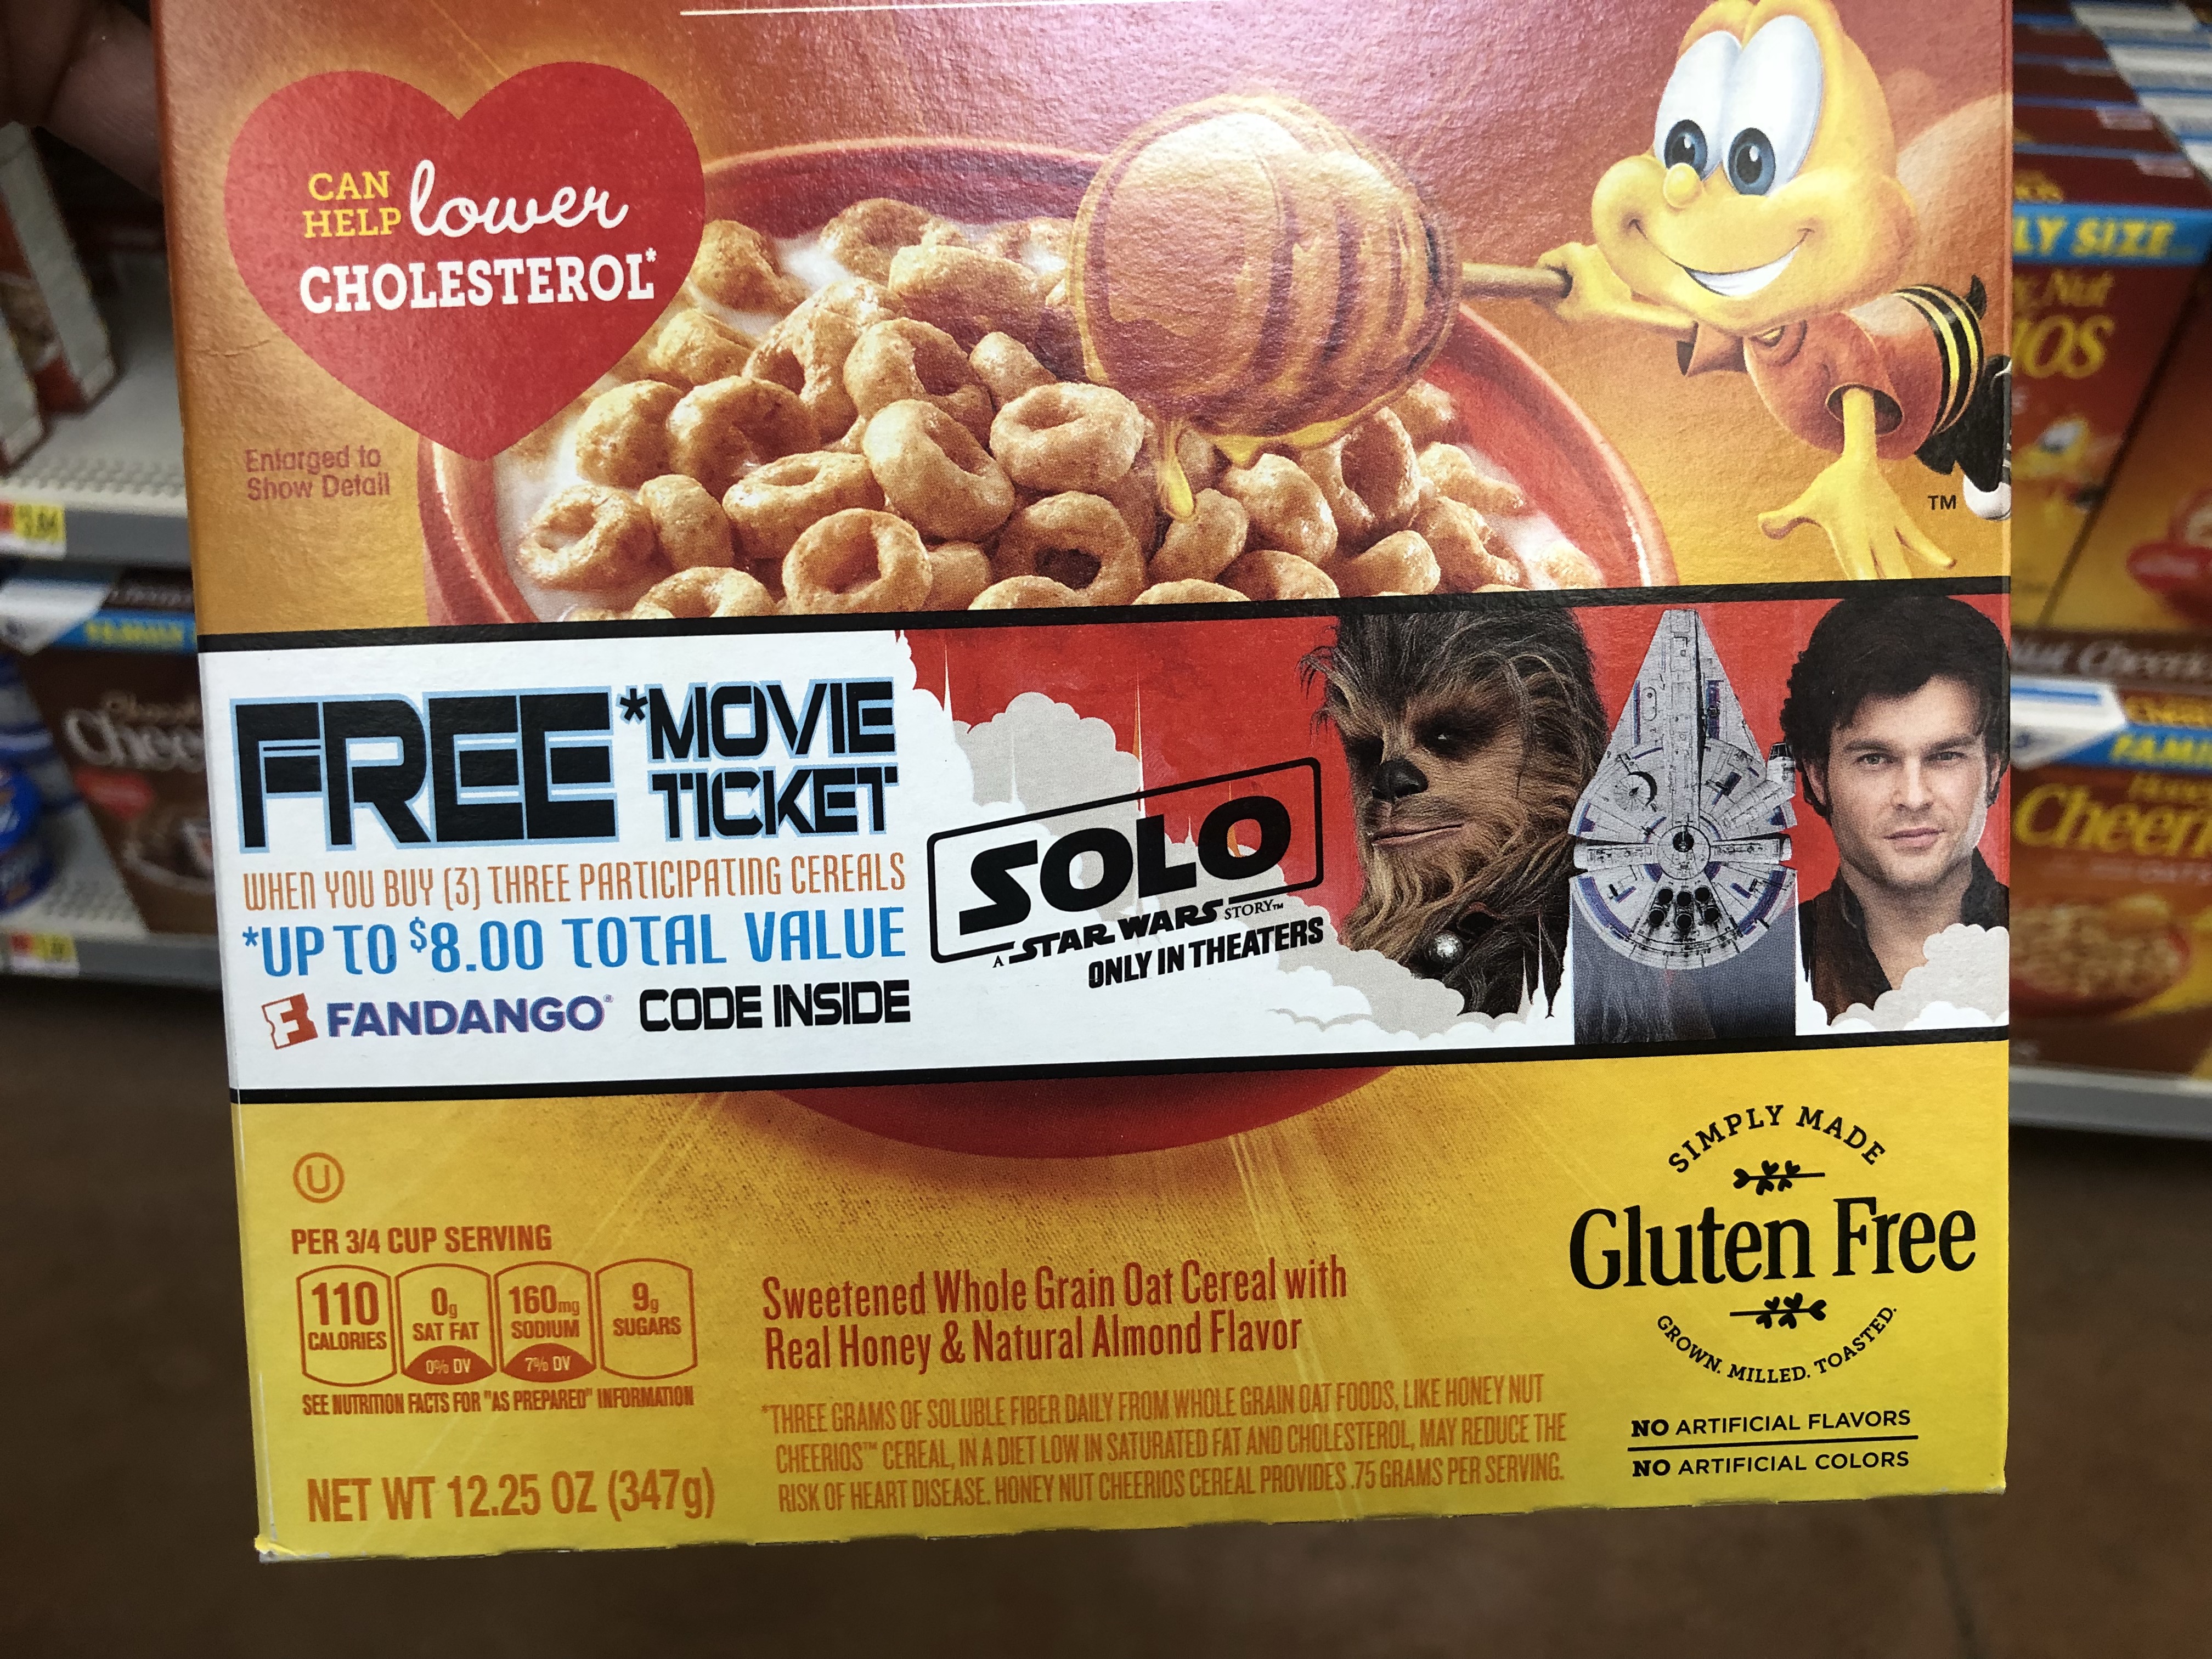 CAN
HELP lower
CHOLESTEROL*
Enlarged to
Show Detail
TM
FREE *MOVIE
TICKET
WHEN YOU BUY (3) THREE PARTICIPATING CEREALS
*UP TO $8.00 TOTAL VALUE
FANDANGO® CODE INSIDE
SOLO
A STAR WARS STORY™
ONLY IN THEATERS
U
PER 3/4 CUP SERVING
110
CALORIES
0g
SAT FAT
0% DV
160mg
SODIUM
7% DV
9g
SUGARS
SEE NUTRITION FACTS FOR "AS PREPARED" INFORMATION
NET WT 12.25 OZ (347g)
Sweetened Whole Grain Oat Cereal with
Real Honey & Natural Almond Flavor
*THREE GRAMS OF SOLUBLE FIBER DAILY FROM WHOLE GRAIN OAT FOODS, LIKE HONEY NUT
CHEERIOS™ CEREAL, IN A DIET LOW IN SATURATED FAT AND CHOLESTEROL, MAY REDUCE THE
RISK OF HEART DISEASE. HONEY NUT CHEERIOS CEREAL PROVIDES .75 GRAMS PER SERVING.
SIMPLY MADE
Gluten Free
GROWN. MILLED. TOASTED.
NO ARTIFICIAL FLAVORS
NO ARTIFICIAL COLORS
LY SIZE
Nut
IOS
FAMILY